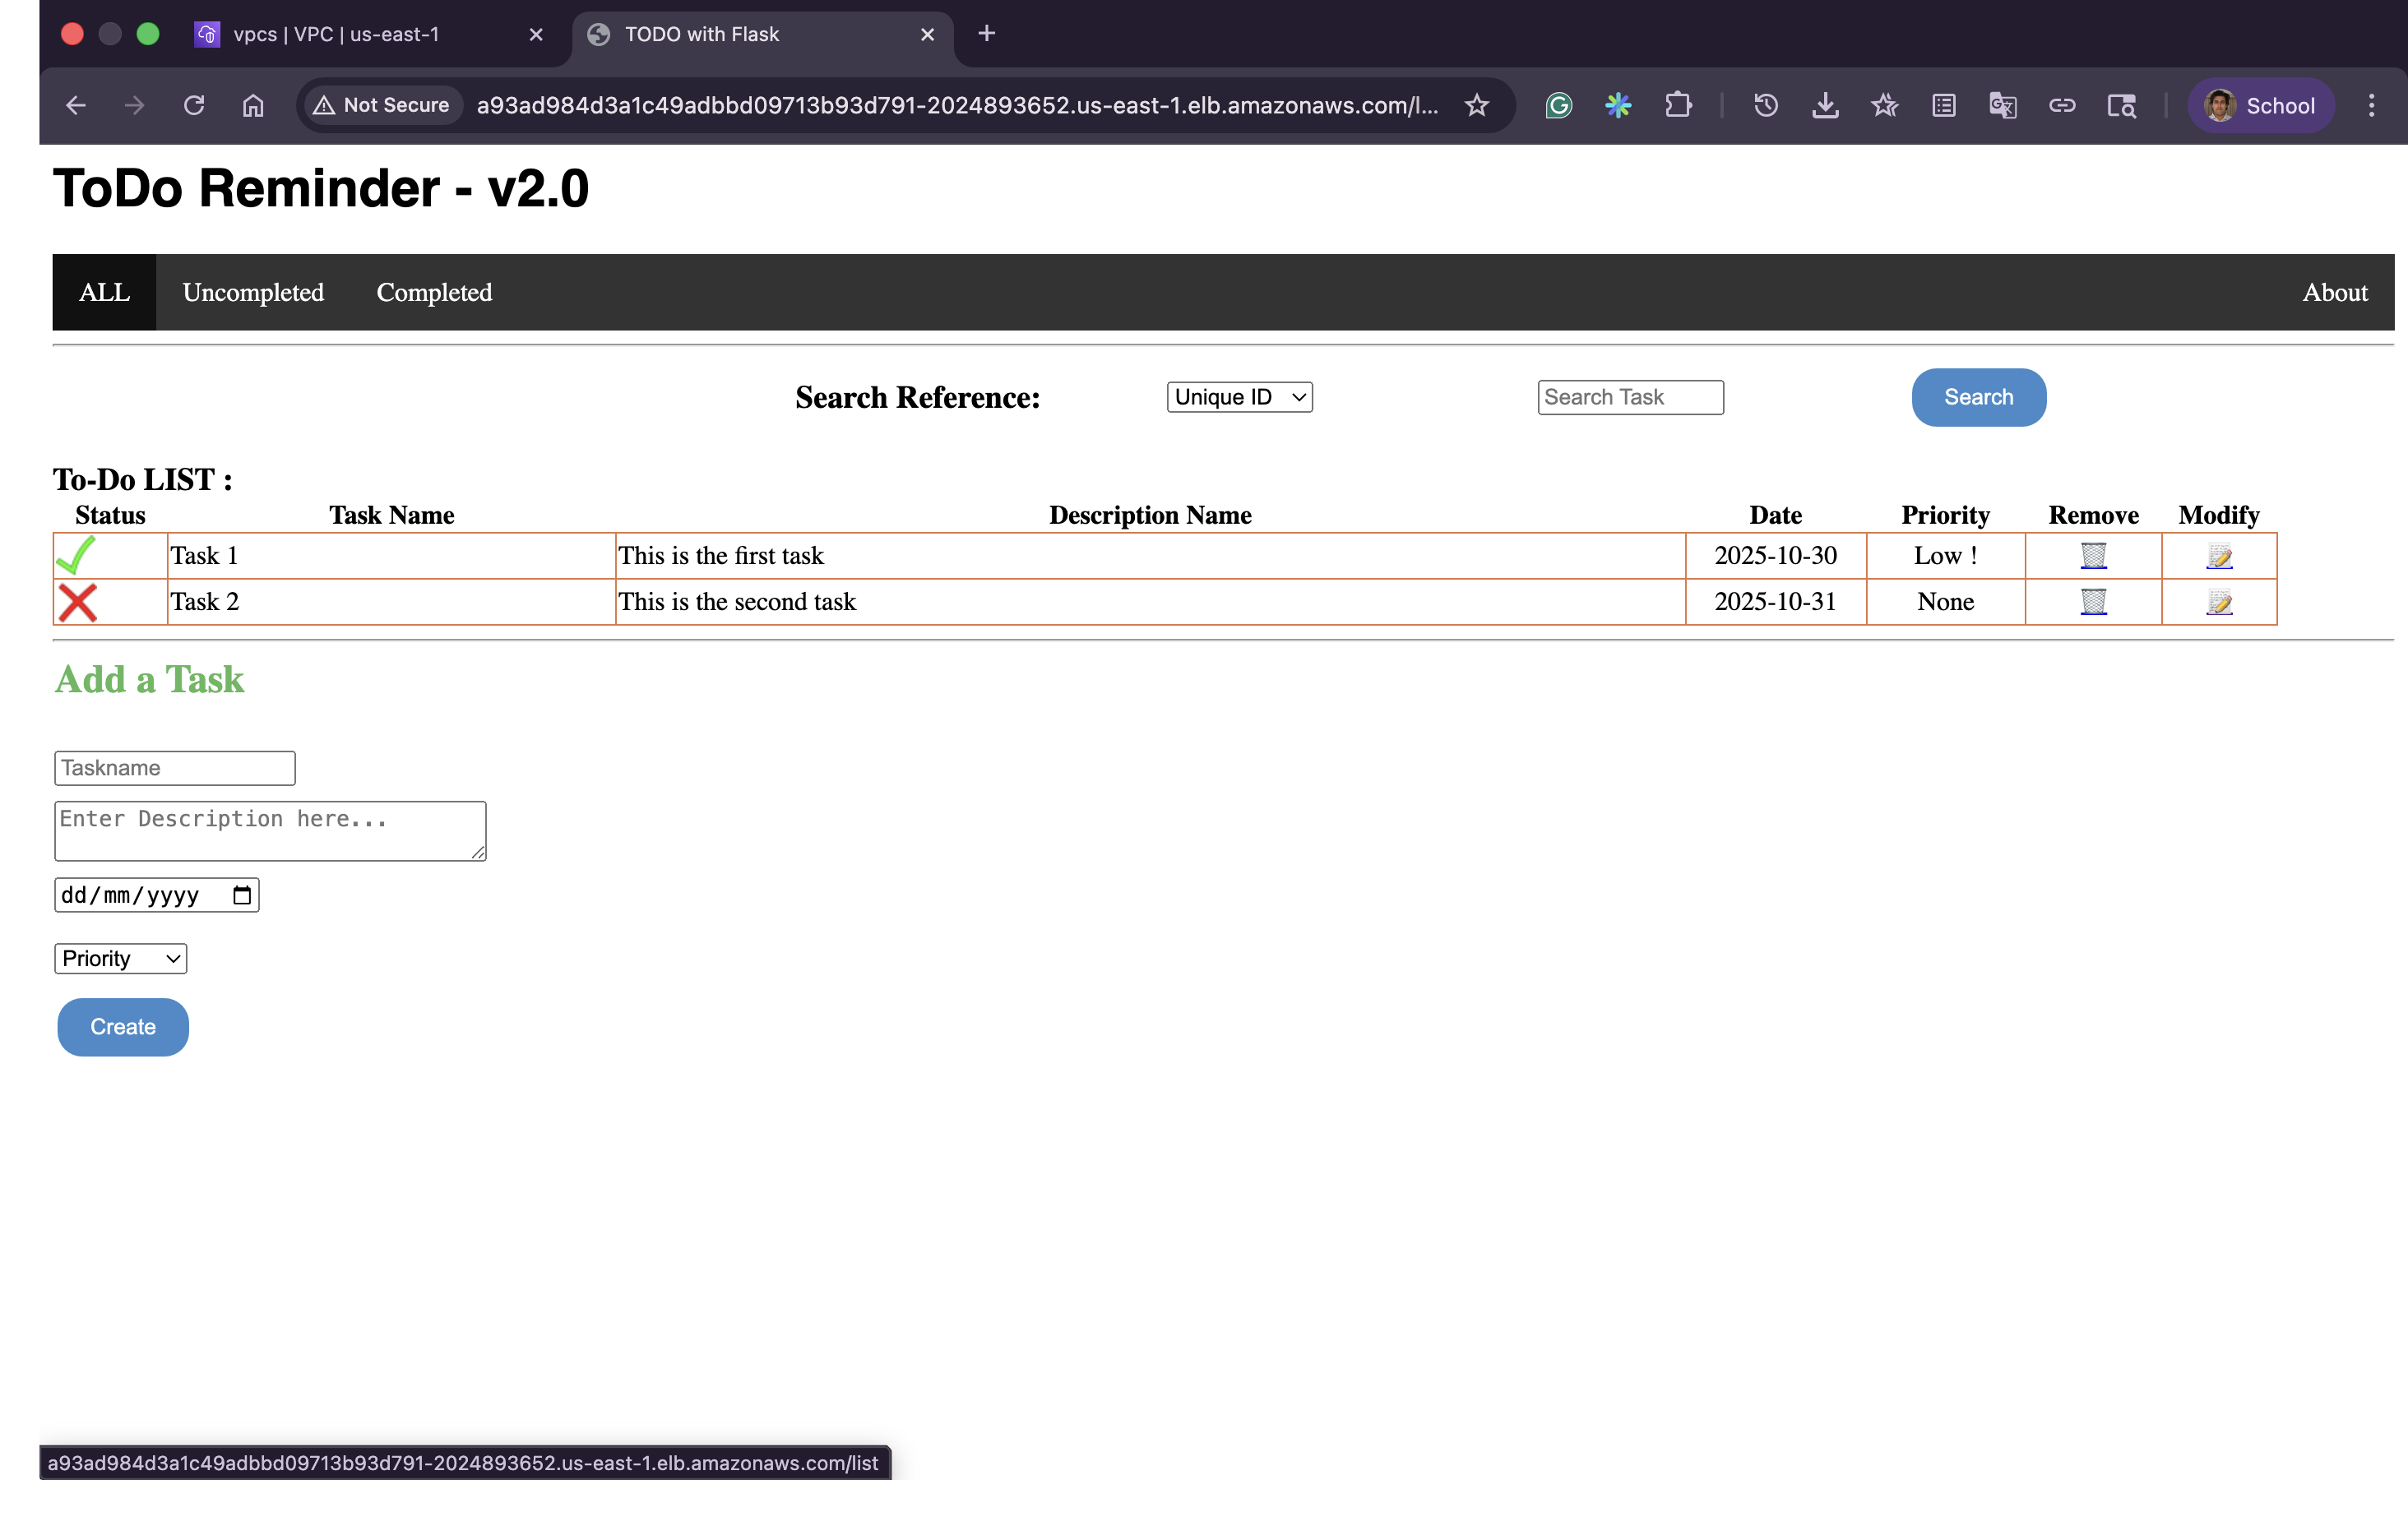 vpcs | VPC | us-east-1
TODO with Flask
Not Secure
a93ad984d3a1c49adbbd09713b93d791-2024893652.us-east-1.elb.amazonaws.com/l...
School
ToDo Reminder - v2.0
ALL Uncompleted Completed About
Search Reference: Unique ID Search Task Search
To-Do LIST :
Status Task Name Description Name Date Priority Remove Modify
Task 1 This is the first task 2025-10-30 Low !
Task 2 This is the second task 2025-10-31 None
Add a Task
Taskname
Enter Description here...
dd/mm/yyyy
Priority
Create
a93ad984d3a1c49adbbd09713b93d791-2024893652.us-east-1.elb.amazonaws.com/list